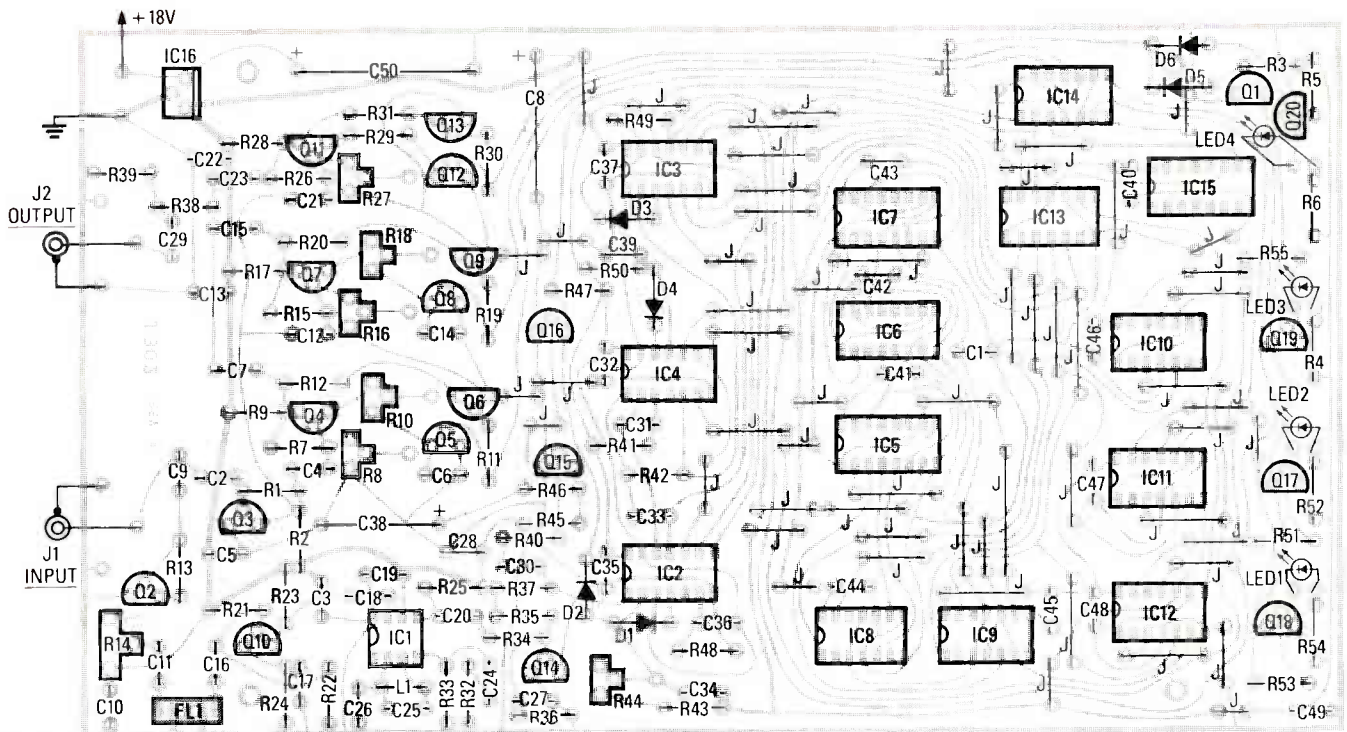 +18V
IC16
+
C50
+
J
D6
R3
R5
C8
J
D5
J
IC14
Q1
Q20
R31
R29
Q13
R30
R49
J
J
LED4
R28
Q11
C22
C23
R26
C21
R27
Q12
C37
IC3
J
J
C43
J
J
C40
IC15
R6
R39
R38
J2
OUTPUT
C15
C29
R20
R18
D3
J
IC7
IC13
J
J
R17
Q7
Q9
J
C39
R50
J
J
J
C42
R55
C13
R15
R16
Q8
R19
R47
D4
J
J
J
J
J
J
LED3
C12
C14
Q16
J
IC6
C1
C46
IC10
Q19
C7
R12
C32
IC4
C41
J
R4
R9
Q4
R10
Q6
J
J
J
J
J
J
LED2
R7
R8
Q5
R11
J
C31
R41
J
J
IC5
J
J
C9
C2
C4
C6
Q15
R42
J
J
C47
IC11
Q17
R1
R46
J
R52
J1
INPUT
Q3
R2
C38
+
R45
C33
J
J
J
J
J
J
J
C5
C28
R40
J
J
R51
R13
C19
C30
C35
IC2
LED1
Q2
R21
R23
C3
C18
R25
R37
D2
J
C44
J
C45
C48
IC12
R14
Q10
IC1
C20
R35
R34
D1
C36
IC8
IC9
Q18
C11
C16
Q14
R48
J
J
R54
C10
FL1
R24
C17
R22
C26
L1
C25
R33
R32
C24
C27
R36
R44
C34
R43
J
J
J
R53
C49